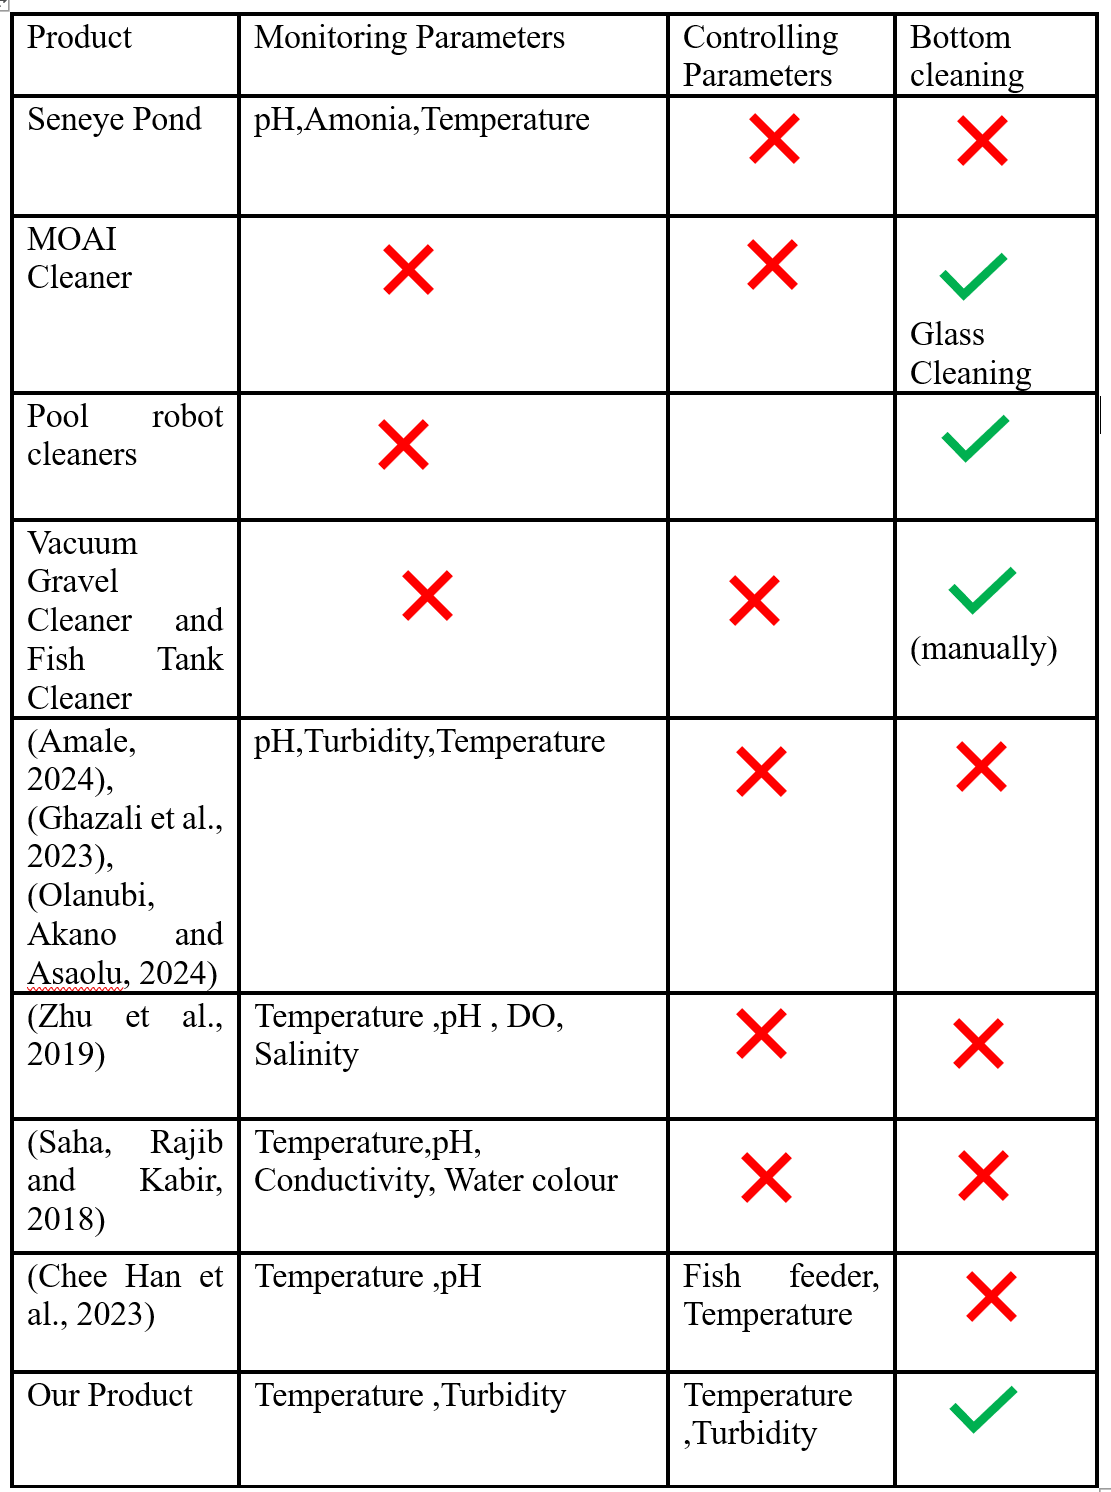 Product
Monitoring Parameters
Controlling
Parameters
Bottom
cleaning
Seneye Pond
pH,Amonia,Temperature
MOAI
Cleaner
Glass
Cleaning
Pool robot
cleaners
Vacuum
Gravel
Cleaner and
Fish Tank
Cleaner
(manually)
(Amale,
2024),
(Ghazali et al.,
2023),
(Olanubi,
Akano and
Asaolu, 2024)
pH,Turbidity,Temperature
(Zhu et al.,
2019)
Temperature ,pH , DO,
Salinity
(Saha, Rajib
and Kabir,
2018)
Temperature,pH,
Conductivity, Water colour
(Chee Han et
al., 2023)
Temperature ,pH
Fish feeder,
Temperature
Our Product
Temperature ,Turbidity
Temperature
,Turbidity